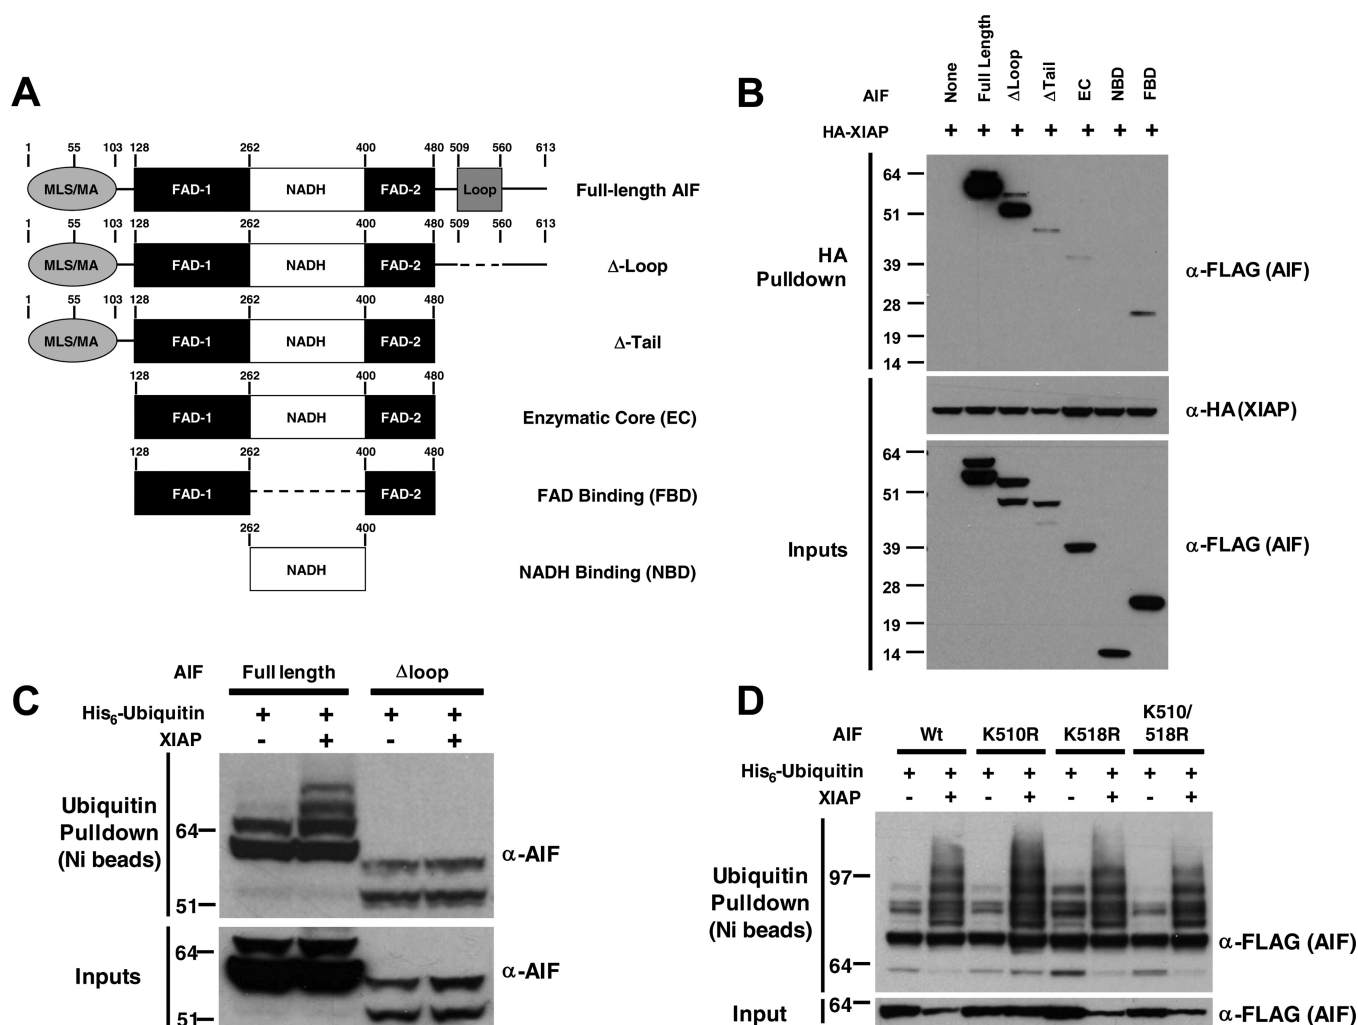 A
1 55 103 128 262 400 480 509 560 613
MLS/MA FAD-1 NADH FAD-2 Loop Full-length AIF
1 55 103 128 262 400 480 509 560 613
MLS/MA FAD-1 NADH FAD-2 Δ-Loop
1 55 103 128 262 400 480
MLS/MA FAD-1 NADH FAD-2 Δ-Tail
128 262 400 480
FAD-1 NADH FAD-2 Enzymatic Core (EC)
128 262 400 480
FAD-1 FAD-2 FAD Binding (FBD)
262 400
NADH NADH Binding (NBD)
B
AIF None Full Length ΔLoop ΔTail EC NBD FBD
HA-XIAP + + + + + + +
HA
Pulldown
64
51
39
28
19
14
α-FLAG (AIF)
α-HA (XIAP)
Inputs
64
51
39
28
19
14
α-FLAG (AIF)
C
AIF Full length Δloop
His6-Ubiquitin + + + +
XIAP - + - +
Ubiquitin
Pulldown
(Ni beads)
64
51
α-AIF
Inputs
64
51
α-AIF
D
AIF Wt K510R K518R K510/
518R
His6-Ubiquitin + + + + + + + +
XIAP - + - + - + - +
Ubiquitin
Pulldown
(Ni beads)
97
64
α-FLAG (AIF)
Input
64
α-FLAG (AIF)